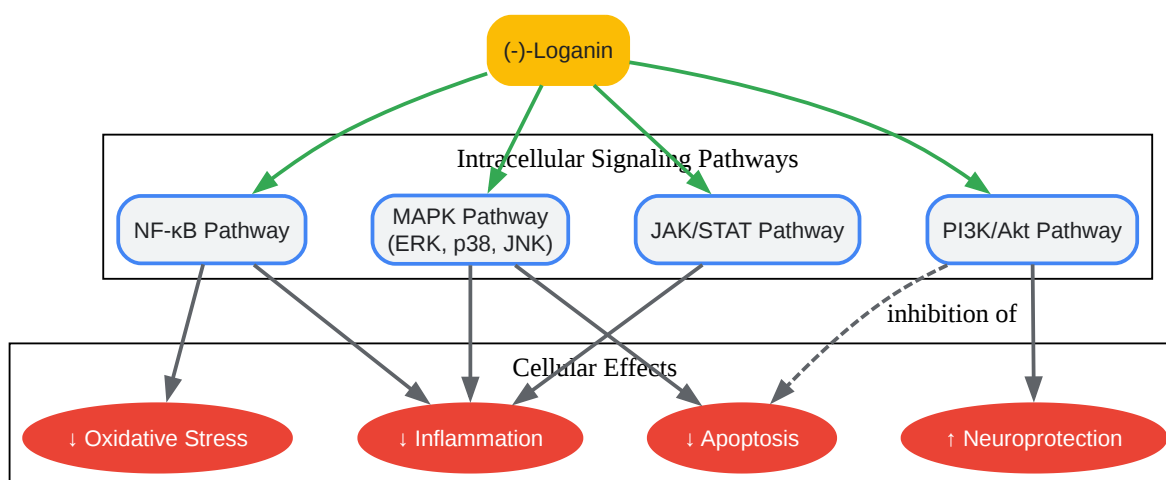 (-)-Loganin
Intracellular Signaling Pathways
NF-κB Pathway
MAPK Pathway
(ERK, p38, JNK)
JAK/STAT Pathway
PI3K/Akt Pathway
inhibition of
Cellular Effects
↓ Oxidative Stress
↓ Inflammation
↓ Apoptosis
↑ Neuroprotection